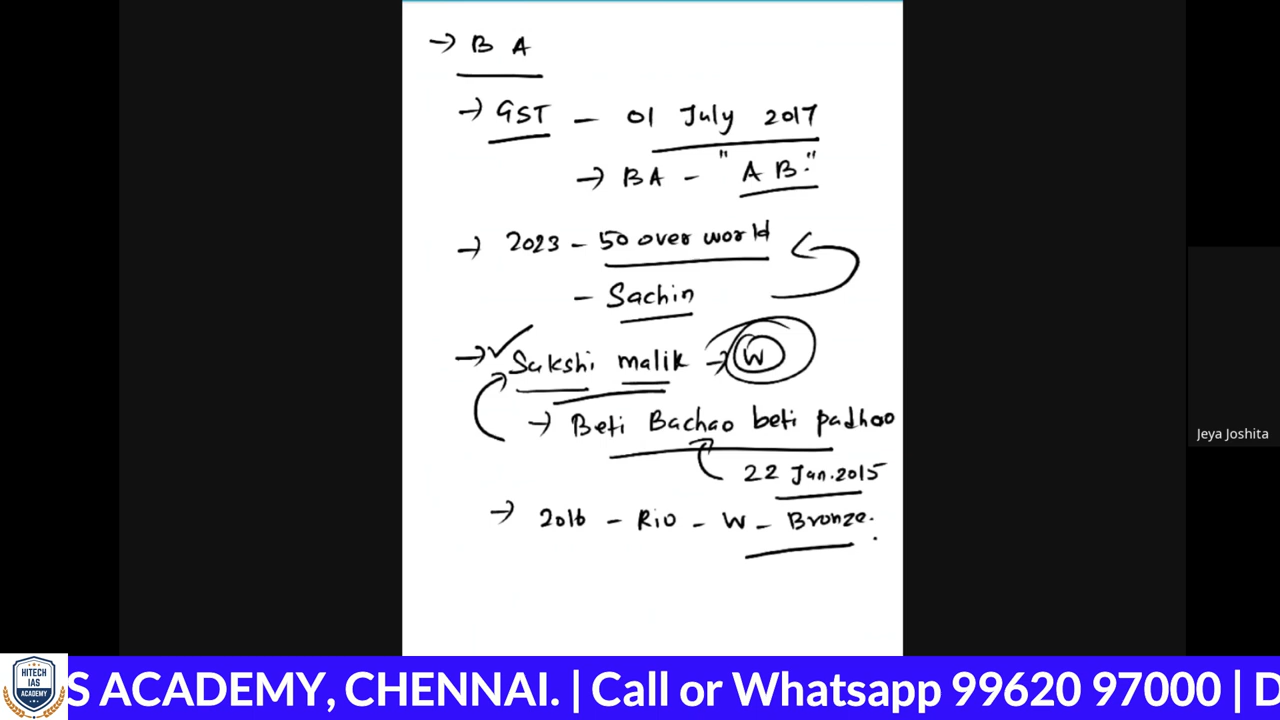 → B A
→ GST - 01 July 2017
→ BA - "A B."
→ 2023 - 50 over world
- Sachin
→ ✓ Sakshi malik → W
→ Beti Bachao beti padhao
22 Jan.2015
→ 2016 - Rio - W - Bronze.
Jeya Joshita
HITECH
IAS
ACADEMY
S ACADEMY, CHENNAI. | Call or Whatsapp 99620 97000 | D